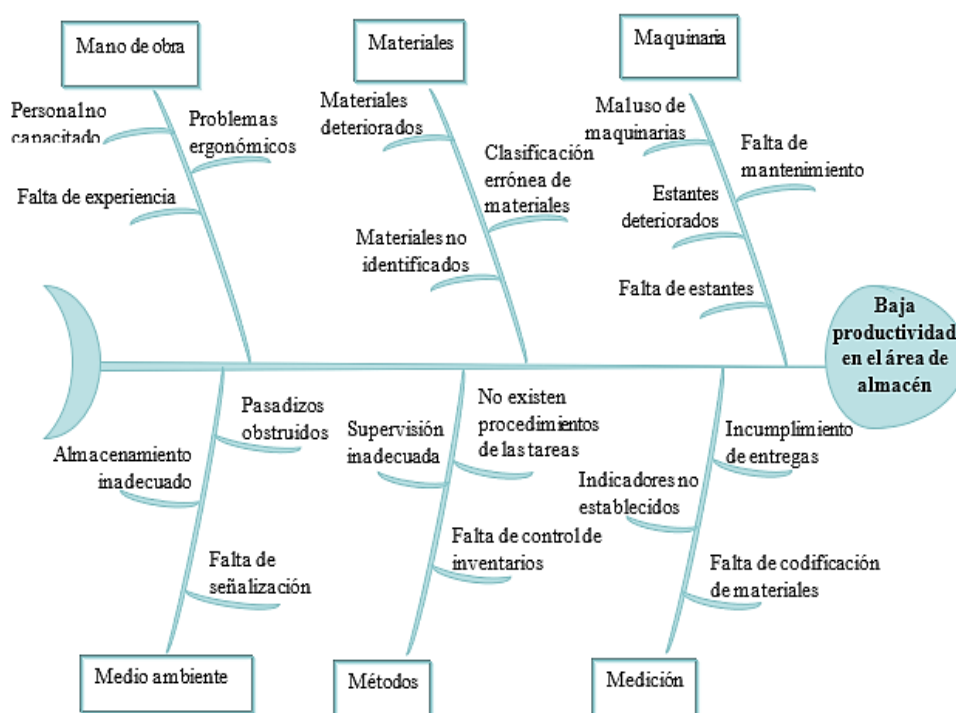 Mano de obra
Materiales
Maquinaria
Personal no
capacitado
Problemas
ergonómicos
Falta de experiencia
Materiales
deteriorados
Clasificación
errónea de
materiales
Materiales no
identificados
Mal uso de
maquinarias
Falta de
mantenimiento
Estantes
deteriorados
Falta de estantes
Baja
productividad
en el área de
almacén
Pasadizos
obstruidos
Almacenamiento
inadecuado
Falta de
señalización
Supervisión
inadecuada
No existen
procedimientos
de las tareas
Falta de control de
inventarios
Incumplimiento
de entregas
Indicadores no
establecidos
Falta de codificación
de materiales
Medio ambiente
Métodos
Medición